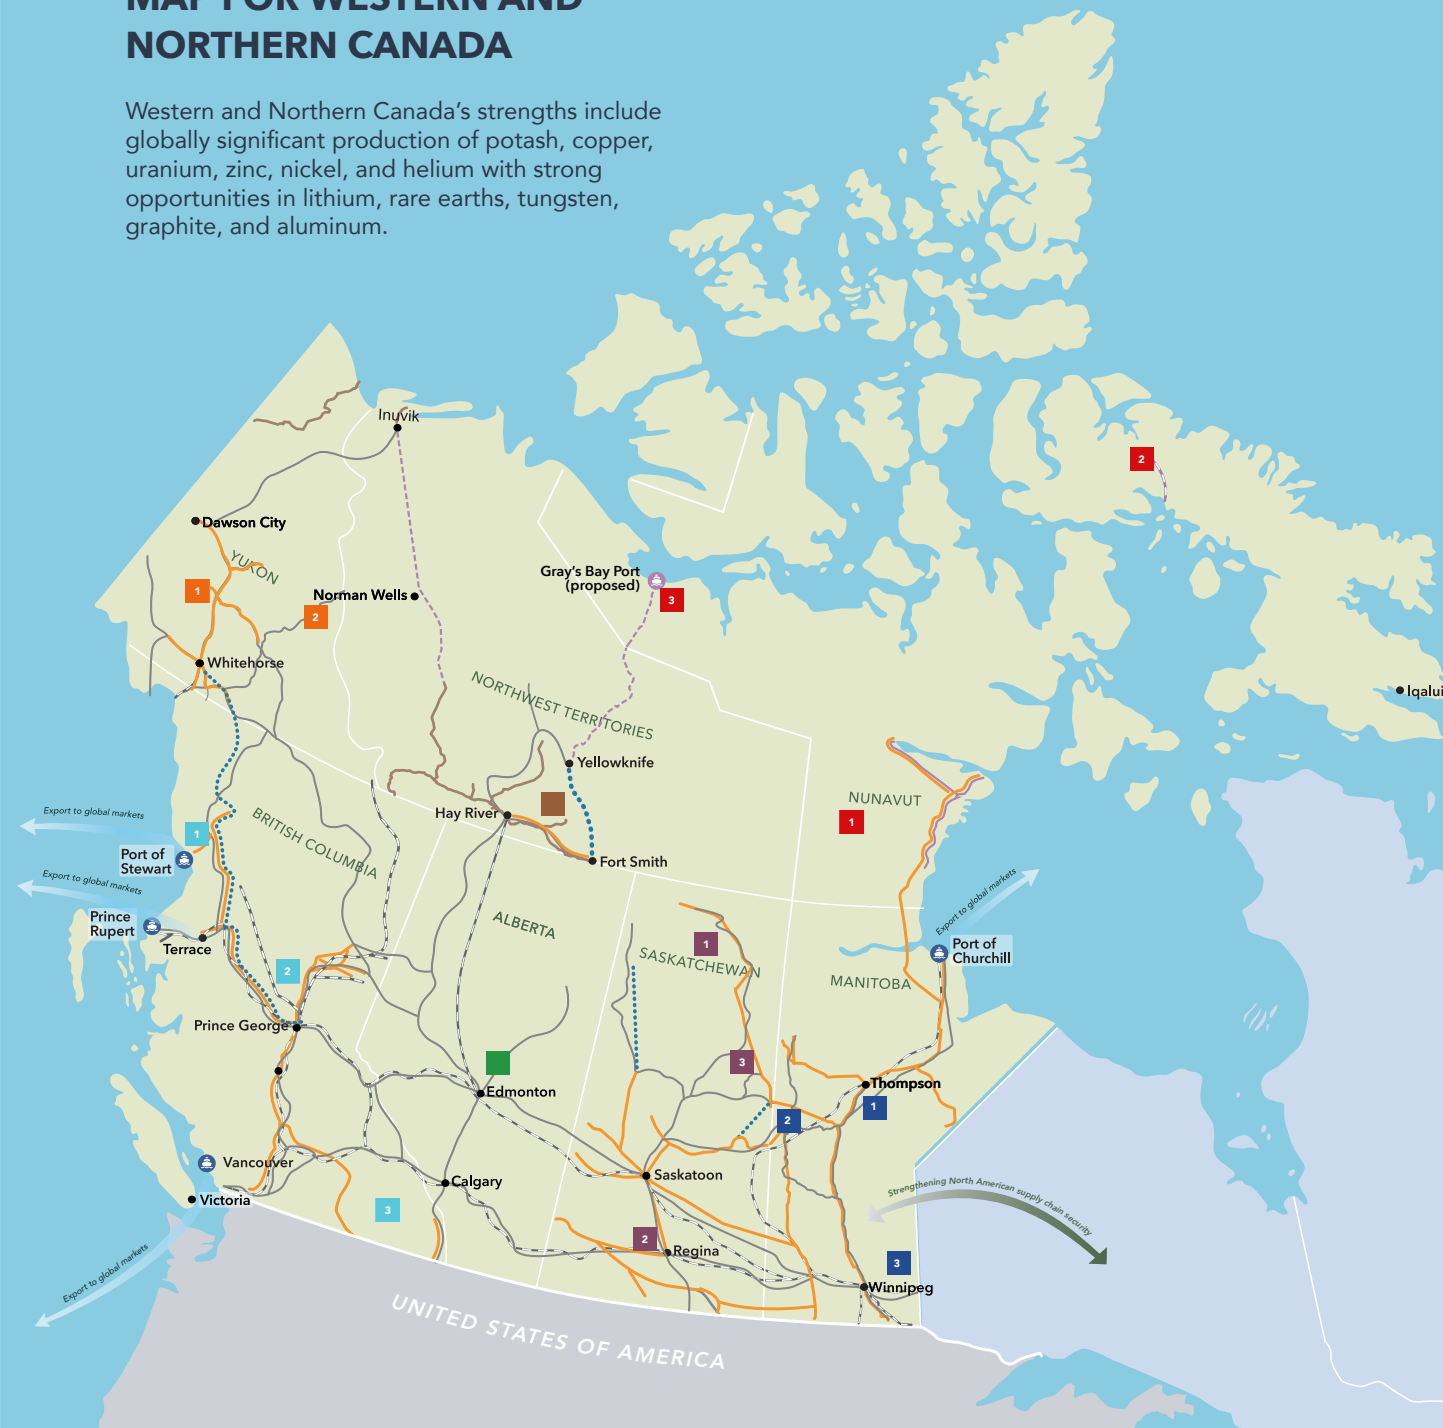 MAP FOR WESTERN AND
NORTHERN CANADA
Western and Northern Canada's strengths include
globally significant production of potash, copper,
uranium, zinc, nickel, and helium with strong
opportunities in lithium, rare earths, tungsten,
graphite, and aluminum.
Inuvik
2
Dawson City
YUKON
Gray's Bay Port
(proposed)
1
Norman Wells
3
2
Whitehorse
Iqalui
NORTHWEST TERRITORIES
Yellowknife
NUNAVUT
Export to global markets
Hay River
1
1
BRITISH COLUMBIA
Port of
Stewart
Fort Smith
Export to global markets
Export to global markets
Prince
Rupert
ALBERTA
Terrace
1
Port of
Churchill
SASKATCHEWAN
2
MANITOBA
Prince George
3
Edmonton
Thompson
1
2
Vancouver
Saskatoon
Calgary
Victoria
Strengthening North American supply chain security
3
2
Regina
Export to global markets
3
Winnipeg
UNITED STATES OF AMERICA